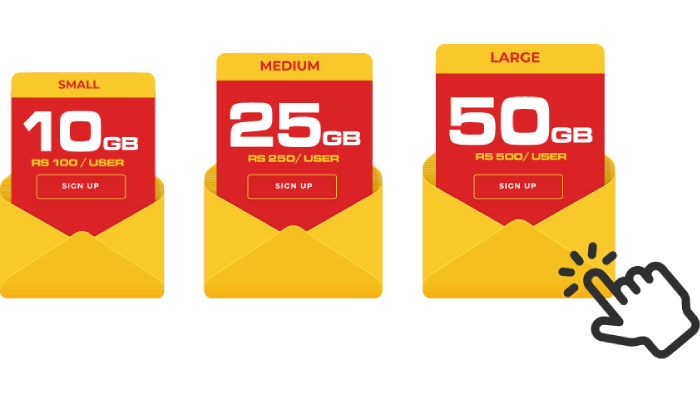 SMALL
10GB
RS 100 / USER
SIGN UP
MEDIUM
25GB
RS 250/ USER
SIGN UP
LARGE
50GB
RS 500/ USER
SIGN UP